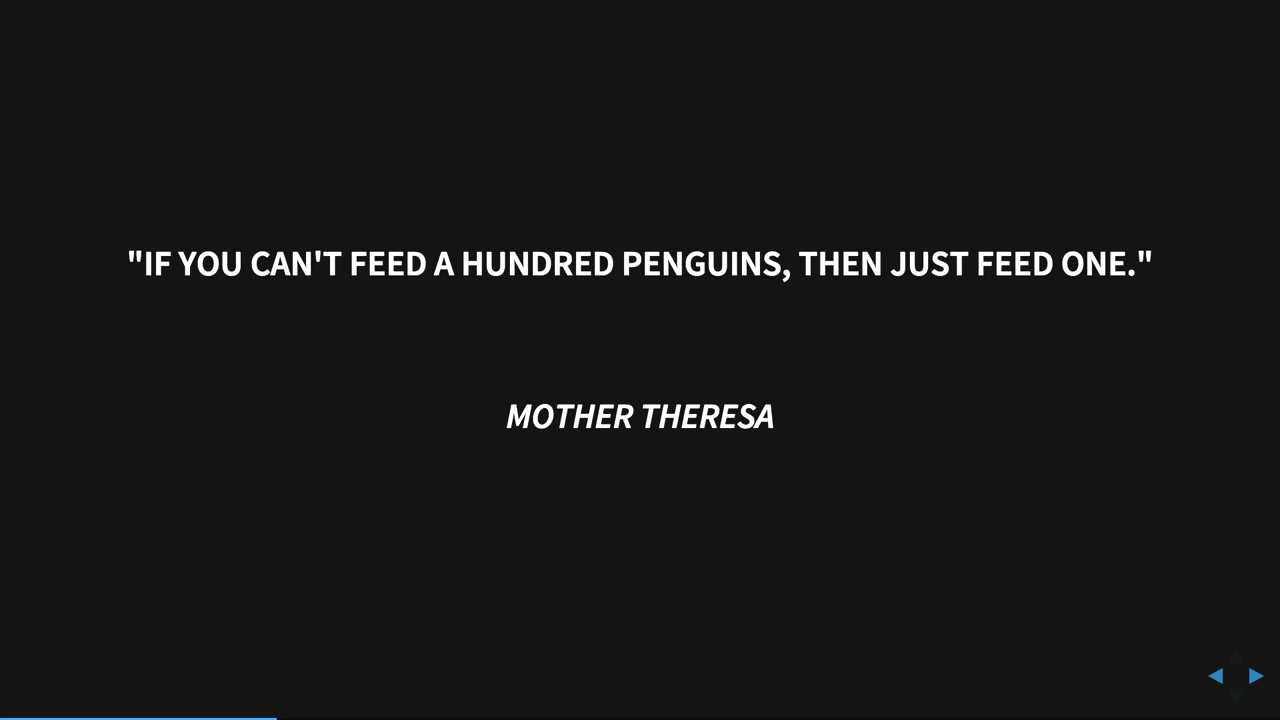 "IF YOU CAN'T FEED A HUNDRED PENGUINS, THEN JUST FEED ONE."
MOTHER THERESA